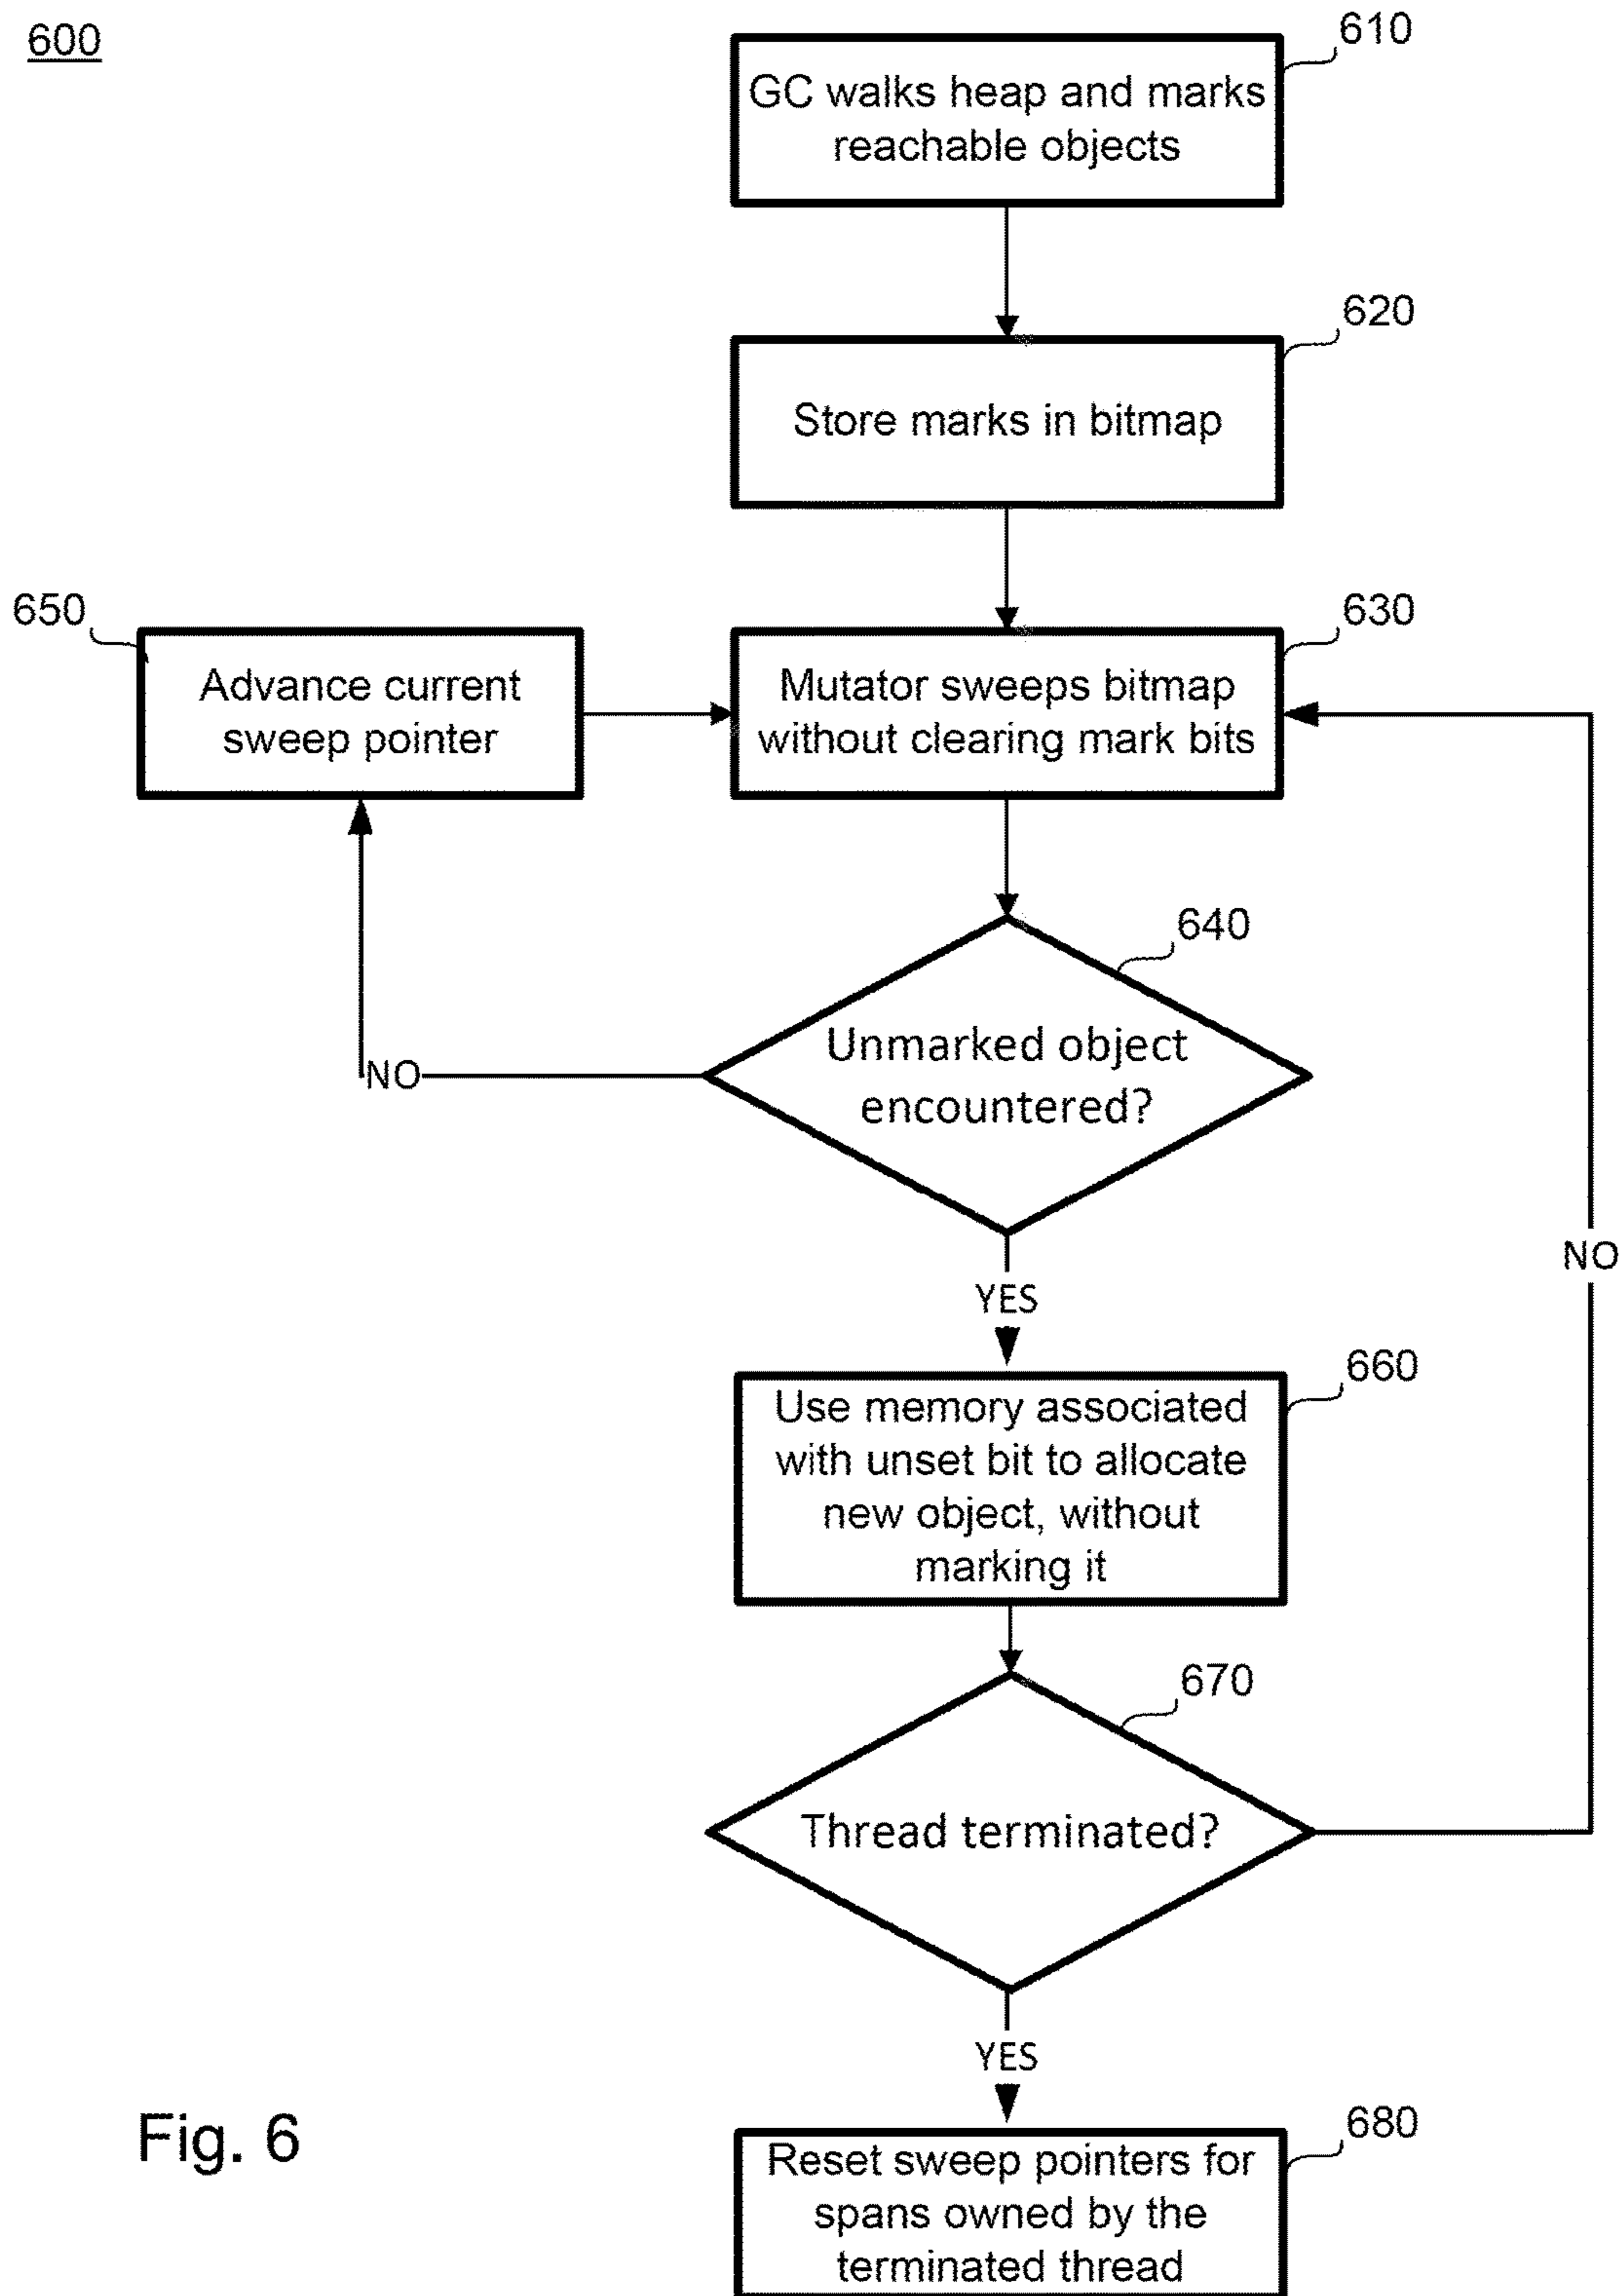 600
610
GC walks heap and marks
reachable objects
620
Store marks in bitmap
650
630
Advance current
sweep pointer
Mutator sweeps bitmap
without clearing mark bits
640
Unmarked object
encountered?
NO
NO
YES
660
Use memory associated
with unset bit to allocate
new object, without
marking it
670
Thread terminated?
YES
680
Reset sweep pointers for
spans owned by the
terminated thread
Fig. 6